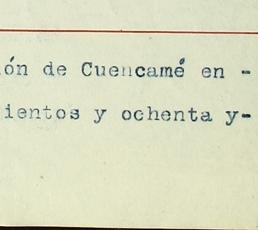 ón de Cuencamé en -
ientos y ochenta y-